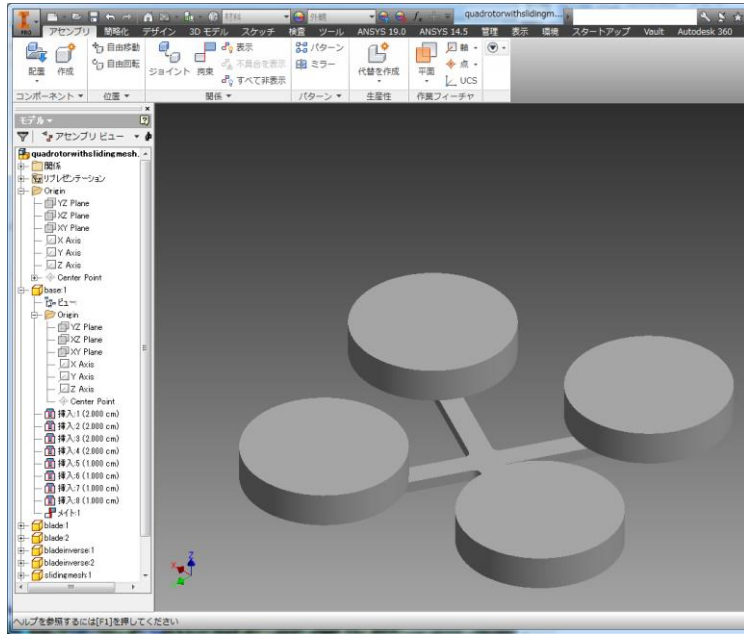 材料
外観
quadrotorwithslidingm...
PRO
アセンブリ 簡略化 デザイン 3D モデル スケッチ 検査 ツール ANSYS 19.0 ANSYS 14.5 管理 表示 環境 スタートアップ Vault Autodesk 360
配置
作成
自由移動
自由回転
ジョイント
拘束
表示
不具合を表示
すべて非表示
パターン
ミラー
代替を作成
平面
軸
点
UCS
コンポーネント 位置 関係 パターン 生産性 作業フィーチャ
モデル
アセンブリ ビュー
quadrotorwithslidingmesh.
関係
リプレゼンテーション
Origin
YZ Plane
XZ Plane
XY Plane
X Axis
Y Axis
Z Axis
Center Point
base:1
ビュー:
Origin
YZ Plane
XZ Plane
XY Plane
X Axis
Y Axis
Z Axis
Center Point
挿入:1 (2.000 cm)
挿入:2 (2.000 cm)
挿入:3 (2.000 cm)
挿入:4 (2.000 cm)
挿入:5 (1.000 cm)
挿入:6 (1.000 cm)
挿入:7 (1.000 cm)
挿入:8 (1.000 cm)
メイト:1
blade:1
blade:2
bladeinverse:1
bladeinverse:2
slidingmesh:1
X
Z
ヘルプを参照するには[F1]を押してください